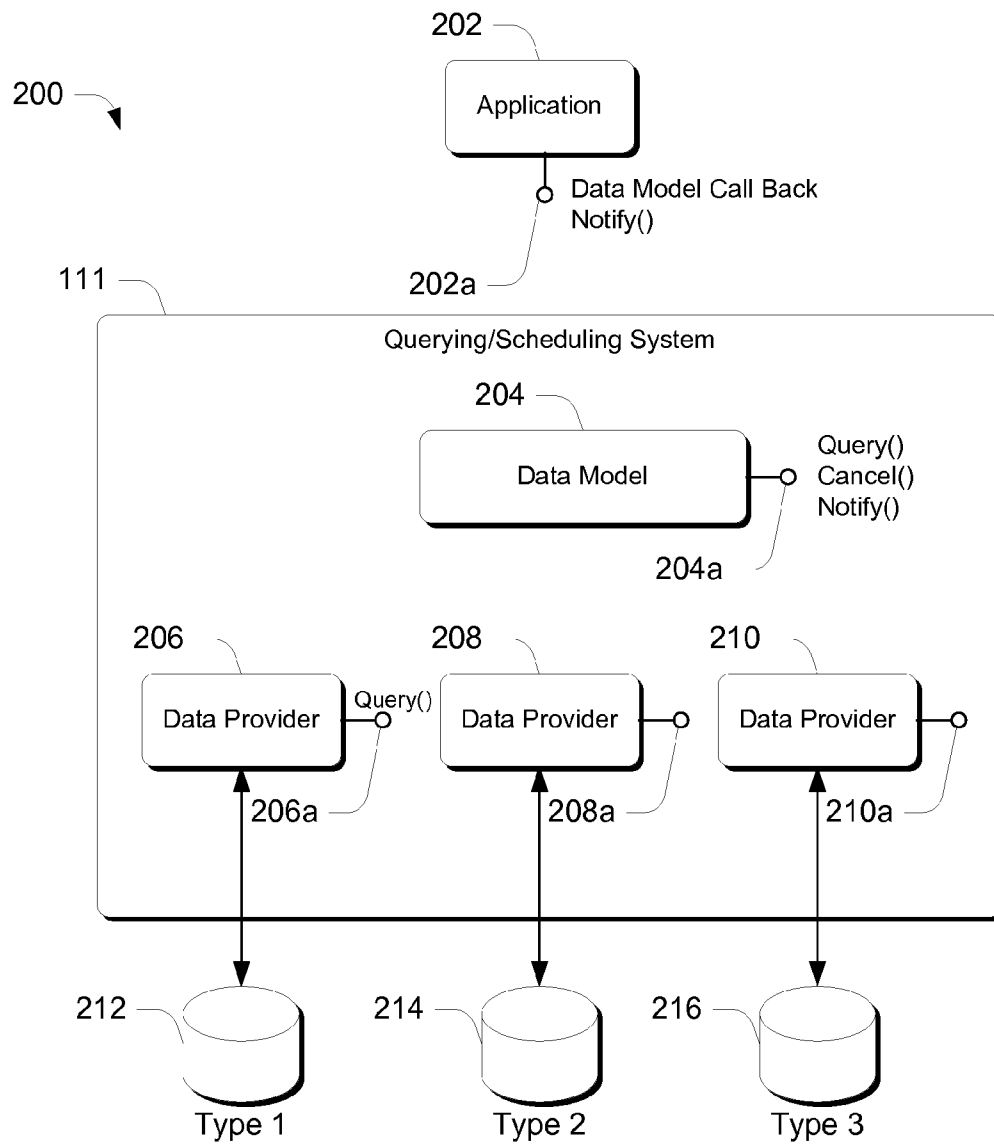 202
200
Application
Data Model Call Back
Notify()
202a
111
Querying/Scheduling System
204
Data Model
Query()
Cancel()
Notify()
204a
206
208
210
Data Provider
Query()
Data Provider
Data Provider
206a
208a
210a
212
214
216
Type 1
Type 2
Type 3